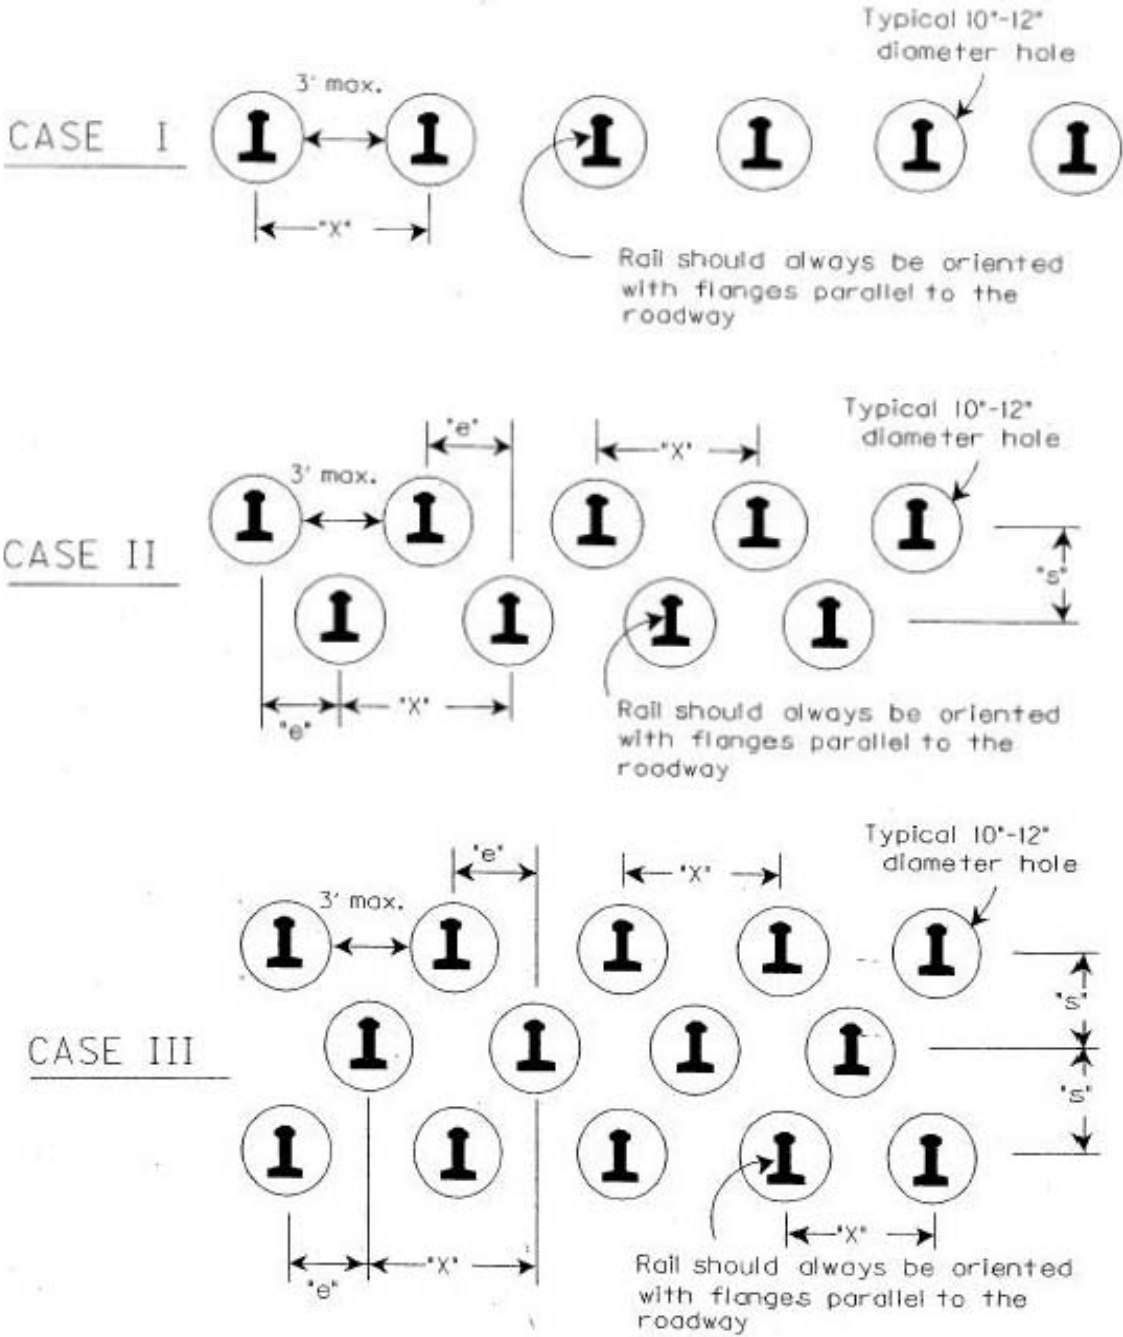 Typical 10"-12"
diameter hole
3' max.
CASE I
"X"
Rail should always be oriented
with flanges parallel to the
roadway
Typical 10"-12"
diameter hole
"e"
"X"
3' max.
CASE II
"s"
"e"
"X"
Rail should always be oriented
with flanges parallel to the
roadway
Typical 10"-12"
diameter hole
"e"
"X"
3' max.
"s"
CASE III
"s"
"X"
"e"
"X"
Rail should always be oriented
with flanges parallel to the
roadway